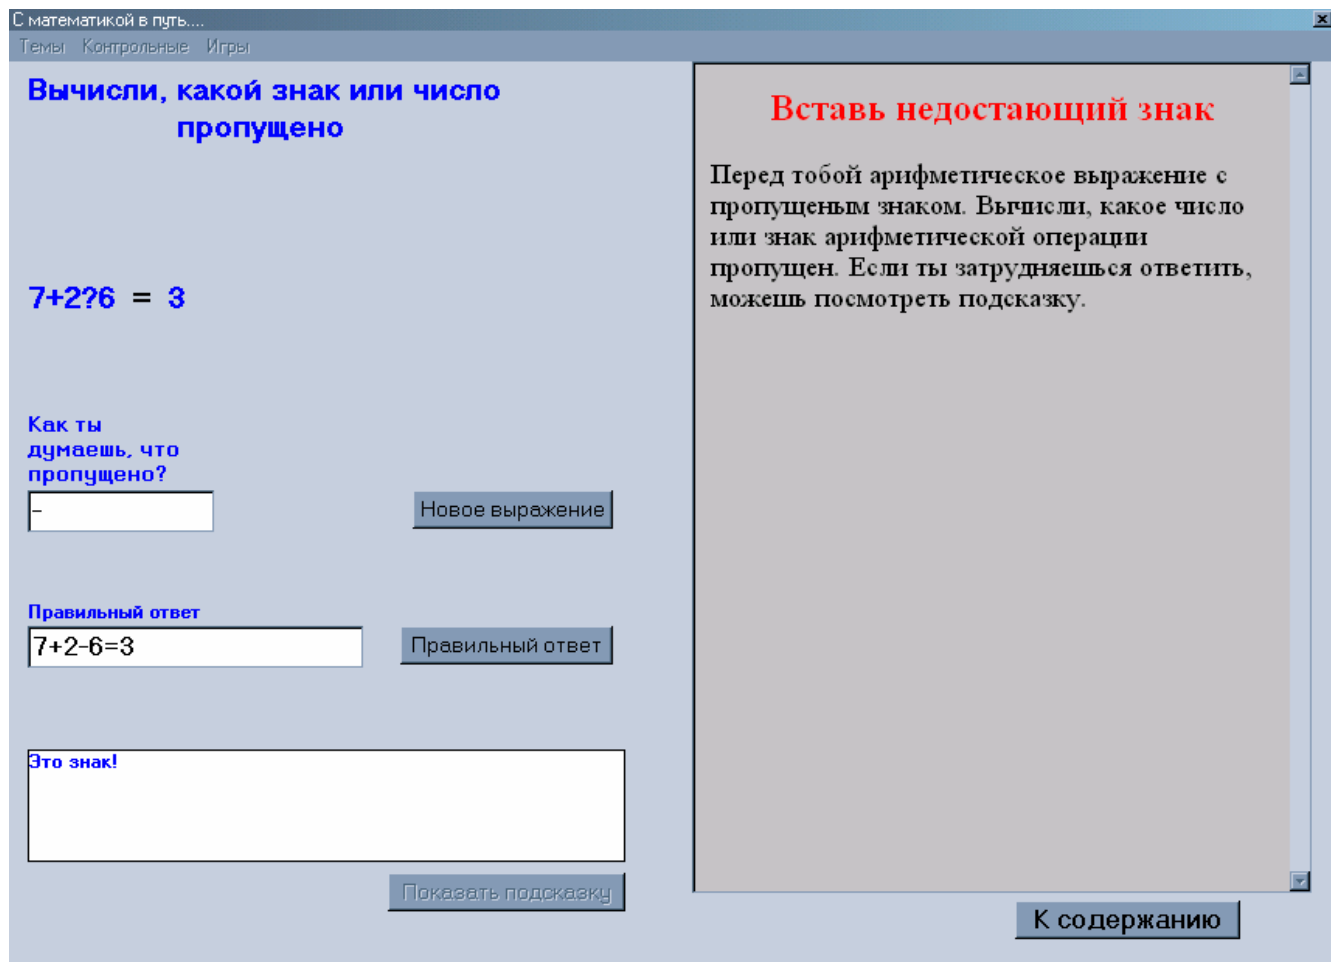 С математикой в путь....
Темы Контрольные Игры
Вычисли, какой знак или число
пропущено
7+2?6 = 3
Как ты
думаешь, что
пропущено?
-
Новое выражение
Правильный ответ
7+2-6=3
Правильный ответ
Это знак!
Показать подсказку
Вставь недостающий знак
Перед тобой арифметическое выражение с
пропущеным знаком. Вычисли, какое число
или знак арифметической операции
пропущен. Если ты затрудняешься ответить,
можешь посмотреть подсказку.
К содержанию